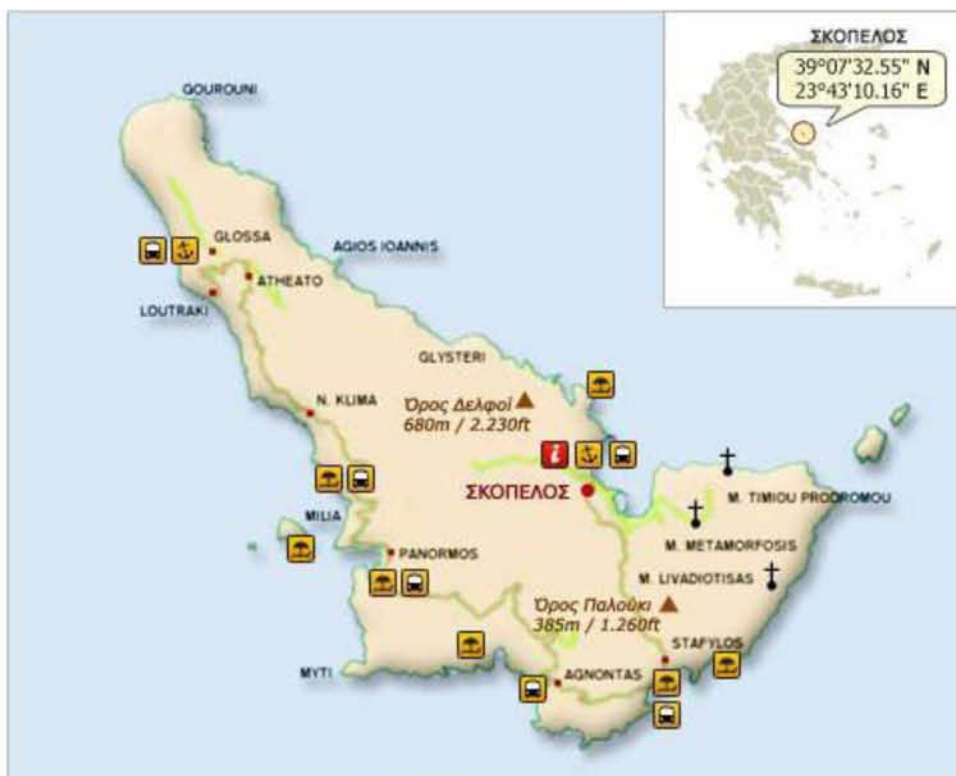 ΣΚΟΠΕΛΟΣ
39°07'32.55" N
23°43'10.16" E
GOUROUNI
GLOSSA
AGIOS IOANNIS
ATHEATO
LOUTRAKI
GLYSTERI
N. KLIMA
Όρος Δελφοί
680m / 2.230ft
i
ΣΚΟΠΕΛΟΣ
M. TIMIOU PRODROMOU
MILIA
M. METAMORFOSIS
PANORMOS
M. LIVADIOTISAS
Όρος Παλούκι
385m / 1.260ft
STAFYLOS
MYTI
AGNONTAS